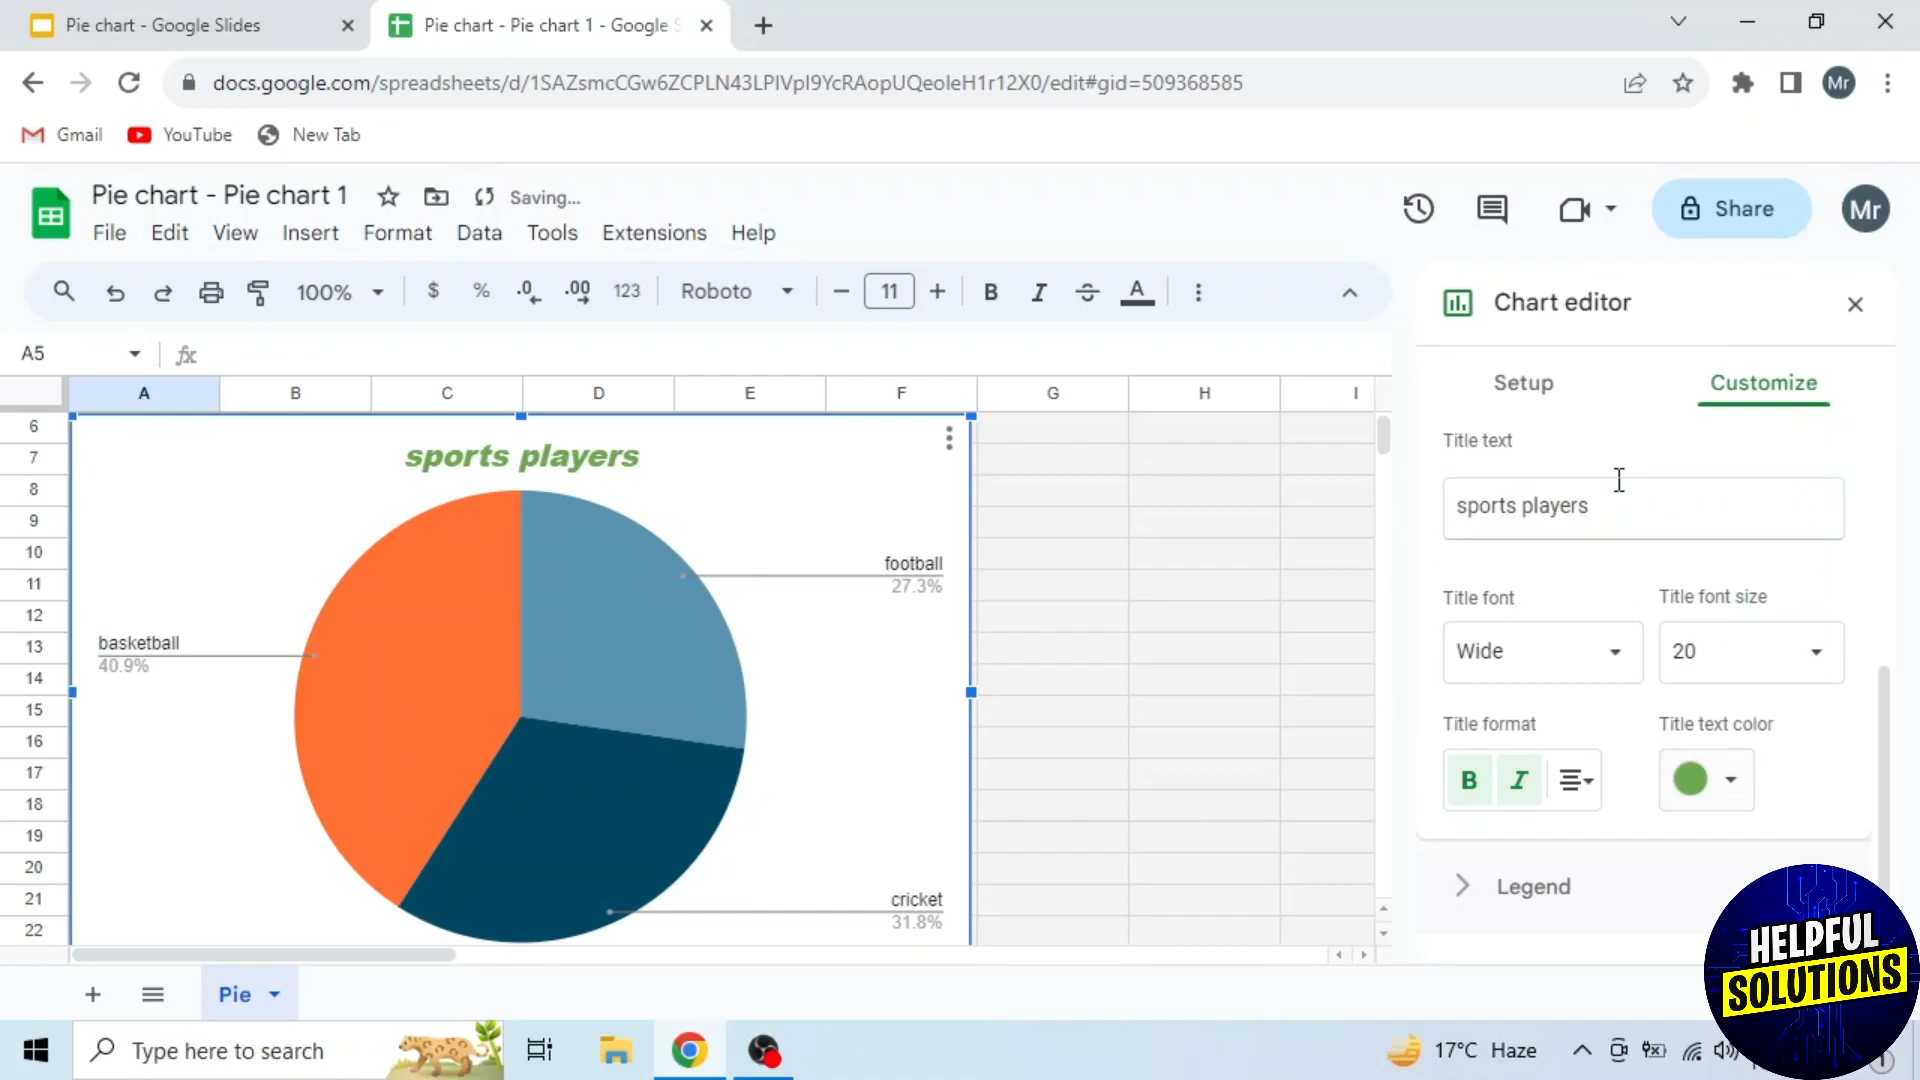 Pie chart - Google Slides
Pie chart - Pie chart 1 - Google S
docs.google.com/spreadsheets/d/1SAZsmcCGw6ZCPLN43LPIVpI9YcRAopUQeoleH1r12X0/edit#gid=509368585
Mr
Gmail
YouTube
New Tab
Pie chart - Pie chart 1
Saving...
Share
Mr
File
Edit
View
Insert
Format
Data
Tools
Extensions
Help
100%
$
%
.0
.00
123
Roboto
11
B
I
A
Chart editor
A5
fx
Setup
Customize
A
B
C
D
E
F
G
H
I
6
7
8
9
10
11
12
13
14
15
16
17
18
19
20
21
22
sports players
football
27.3%
basketball
40.9%
cricket
31.8%
Title text
sports players
Title font
Title font size
Wide
20
Title format
Title text color
B
I
Legend
HELPFUL
SOLUTIONS
Pie
Type here to search
17°C Haze